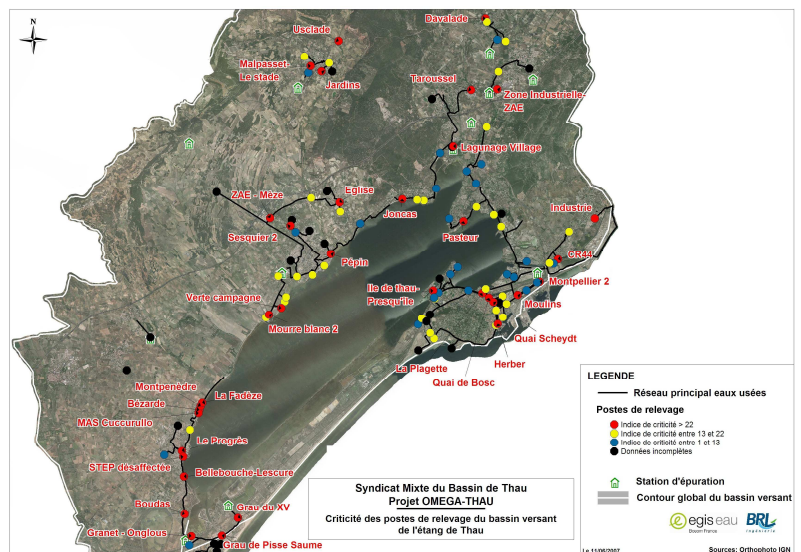 N
Davalade
Usclade
Malpasset-
Le stade
Jardins
Taroussel
Zone Industrielle-
ZAE
Lagunage Village
ZAE - Mèze
Eglise
Joncas
Industrie
Sesquier 2
Pasteur
Pépin
CR44
Ile de thau-
Presqu'île
Montpellier 2
Verte campagne
Moulins
Mourre blanc 2
Quai Scheydt
Herber
La Plagette
Quai de Bosc
Montpenèdre
La Fadèze
Bézarde
MAS Cuccurullo
Le Progrès
STEP désaffectée
Bellebouche-Lescure
Boudas
Grau du XV
Granet - Onglous
Grau de Pisse Saume
LEGENDE
Réseau principal eaux usées
Postes de relevage
Indice de criticité > 22
Indice de criticité entre 13 et 22
Indice de criticité entre 1 et 13
Données incomplètes
Station d'épuration
Contour global du bassin versant
Syndicat Mixte du Bassin de Thau
Projet OMEGA-THAU
Criticité des postes de relevage du bassin versant
de l'étang de Thau
egis eau
BRL
ingénierie
Le 11/06/2007
Sources: Orthophoto IGN